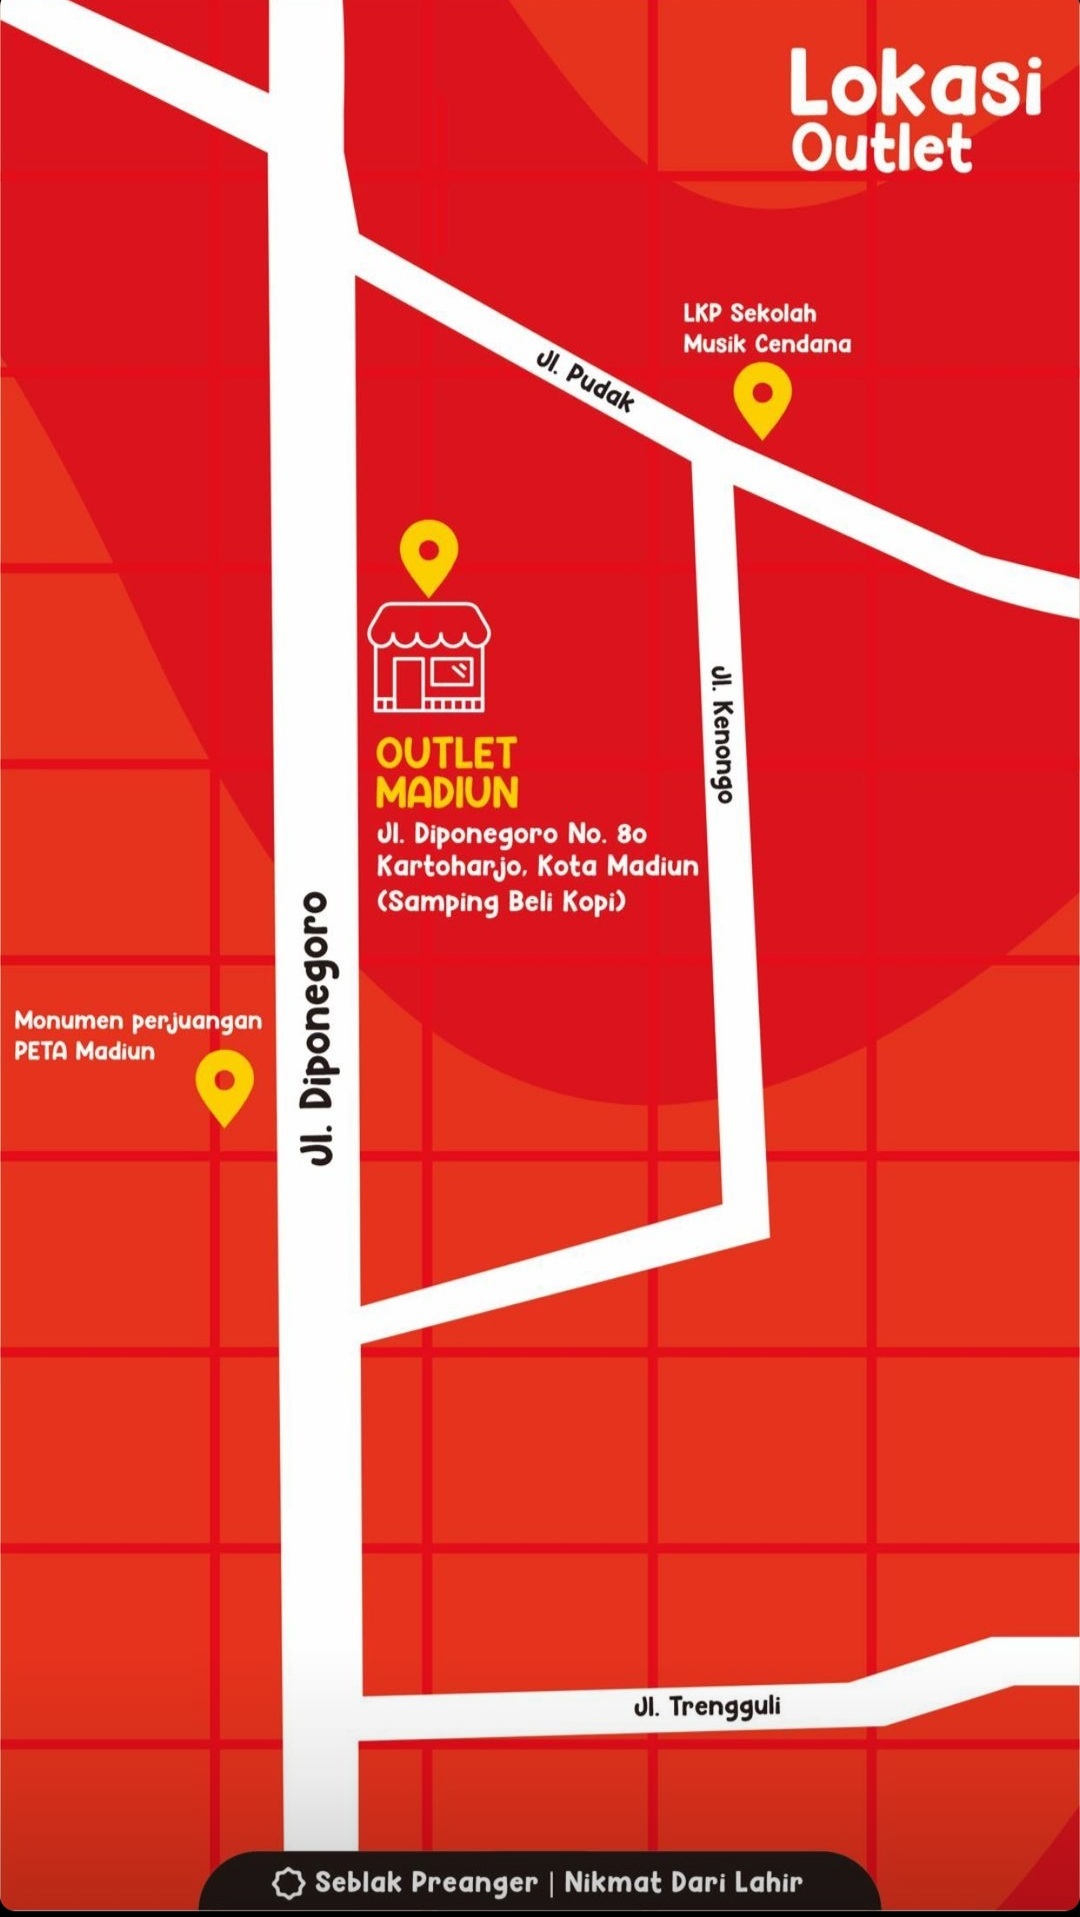 Lokasi
Outlet
LKP Sekolah
Musik Cendana
Jl. Pudak
Jl. Kenongo
OUTLET
MADIUN
Jl. Diponegoro No. 80
Kartoharjo, Kota Madiun
(Samping Beli Kopi)
Jl. Diponegoro
Monumen perjuangan
PETA Madiun
Jl. Trengguli
Seblak Preanger | Nikmat Dari Lahir